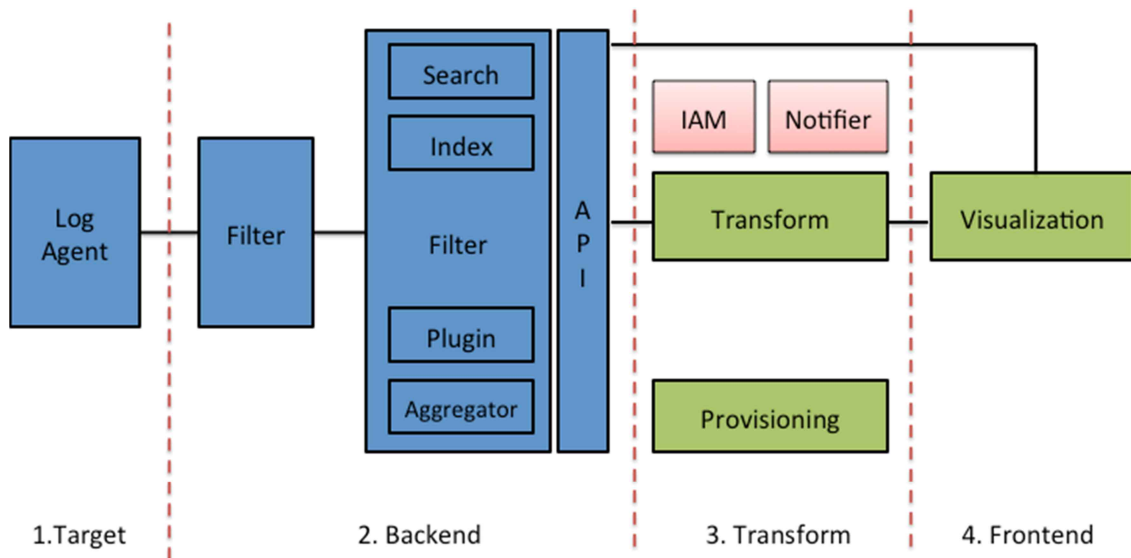 Log
Agent
Filter
Search
Index
Filter
Plugin
Aggregator
A
P
I
IAM
Notifier
Transform
Provisioning
Visualization
1.Target
2. Backend
3. Transform
4. Frontend